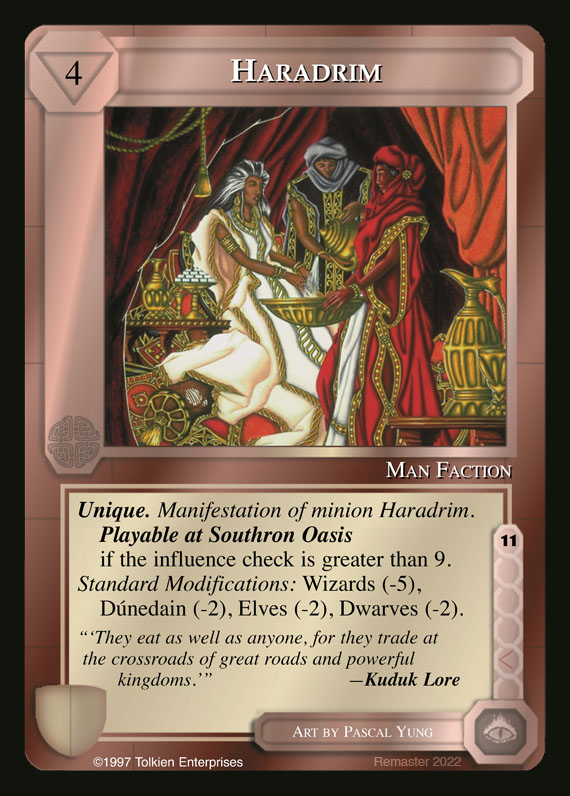 4
HARADRIM
MAN FACTION
Unique. Manifestation of minion Haradrim.
Playable at Southron Oasis
if the influence check is greater than 9.
Standard Modifications: Wizards (-5),
Dúnedain (-2), Elves (-2), Dwarves (-2).
“‘They eat as well as anyone, for they trade at
the crossroads of great roads and powerful
kingdoms.’” —Kuduk Lore
11
ART BY PASCAL YUNG
©1997 Tolkien Enterprises
Remaster 2022